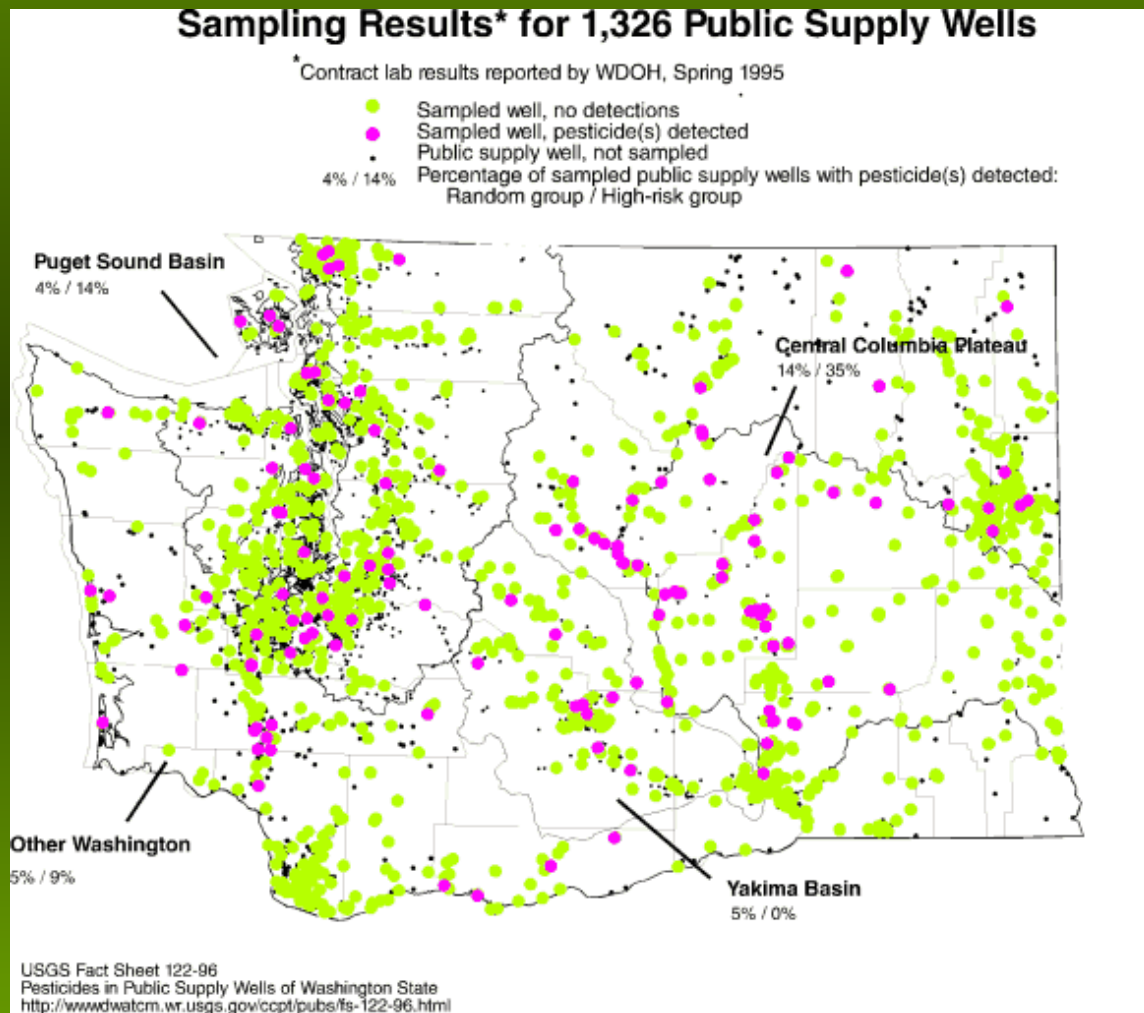 Sampling Results* for 1,326 Public Supply Wells
*Contract lab results reported by WDOH, Spring 1995
Sampled well, no detections
Sampled well, pesticide(s) detected
Public supply well, not sampled
4% / 14% Percentage of sampled public supply wells with pesticide(s) detected:
Random group / High-risk group
Puget Sound Basin
4% / 14%
Central Columbia Plateau
14% / 35%
Other Washington
5% / 9%
Yakima Basin
5% / 0%
USGS Fact Sheet 122-96
Pesticides in Public Supply Wells of Washington State
http://wwwdwatcm.wr.usgs.gov/ccpt/pubs/fs-122-96.html